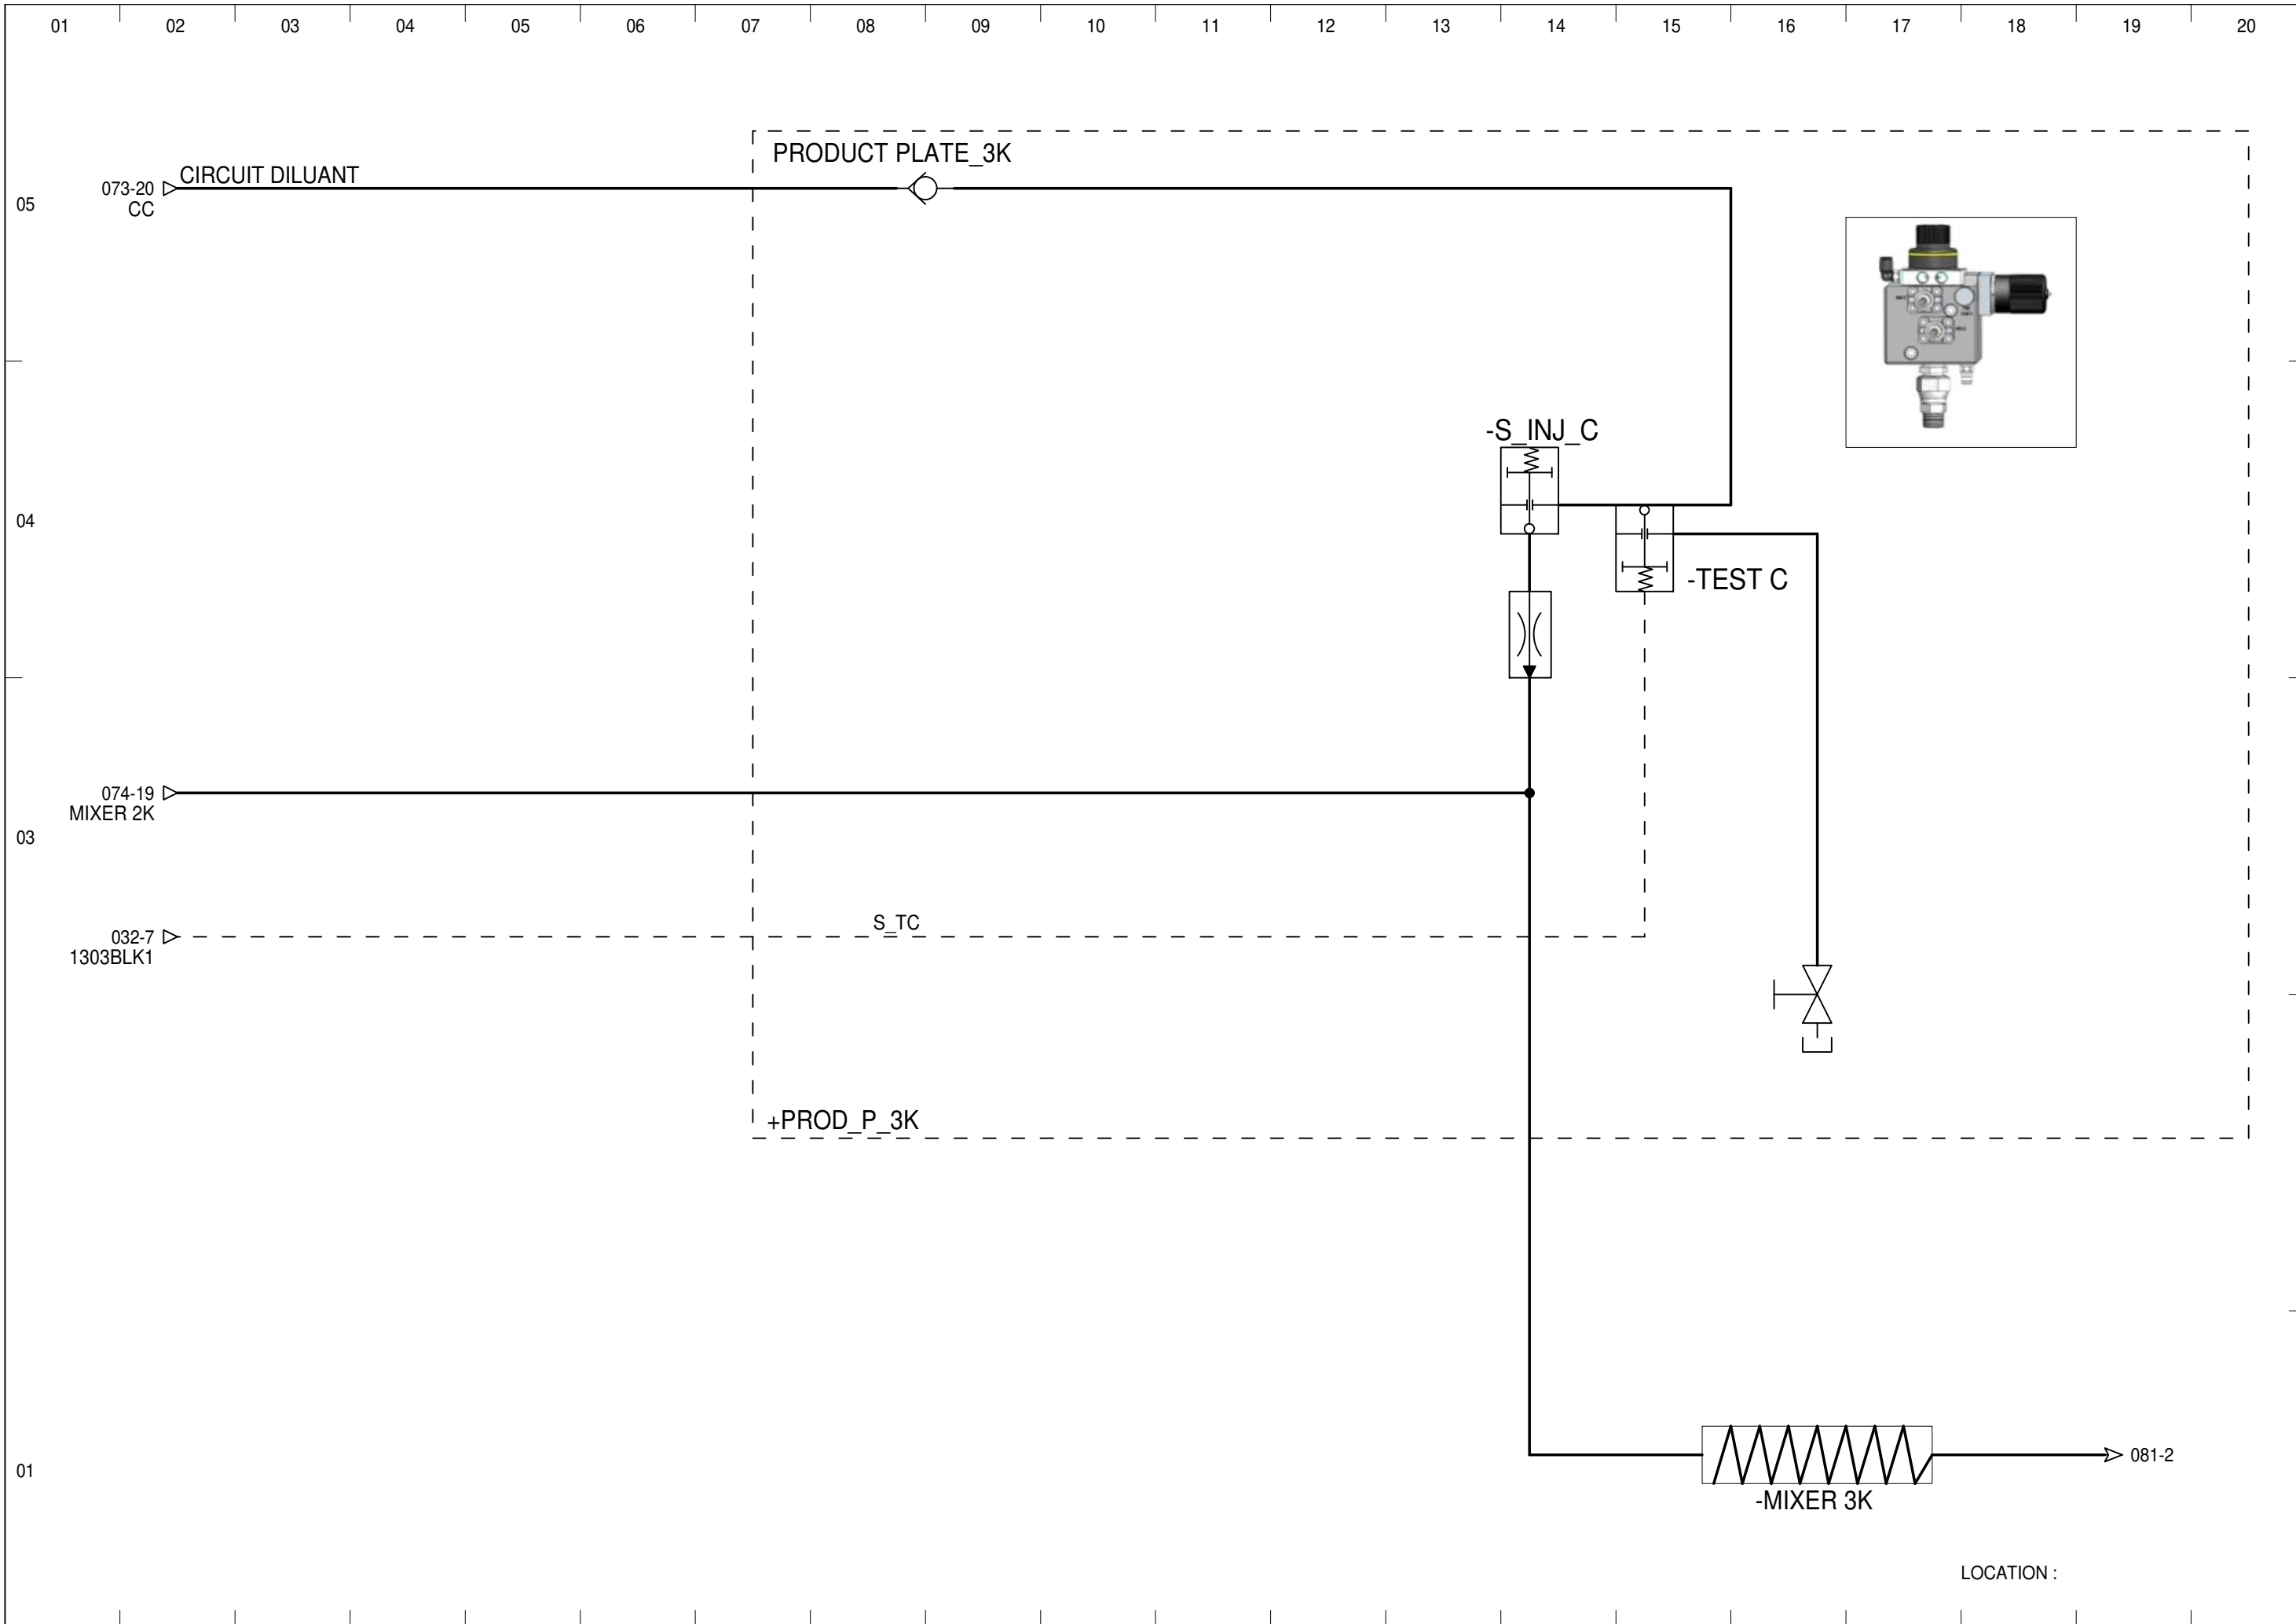 01 02 03 04 05 06 07 08 09 10 11 12 13 14 15 16 17 18 19 20
PRODUCT PLATE_3K
CIRCUIT DILUANT
073-20
CC
05
-S_INJ_C
04
-TEST C
074-19
MIXER 2K
03
S_TC
032-7
1303BLK1
+PROD_P_3K
081-2
01
-MIXER 3K
LOCATION :